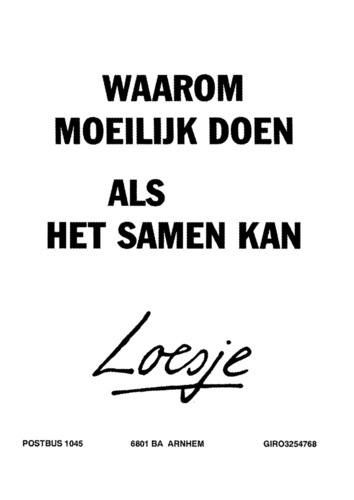 WAAROM
MOEILIJK DOEN
ALS
HET SAMEN KAN
Loesje
POSTBUS 1045 6801 BA ARNHEM GIRO3254768